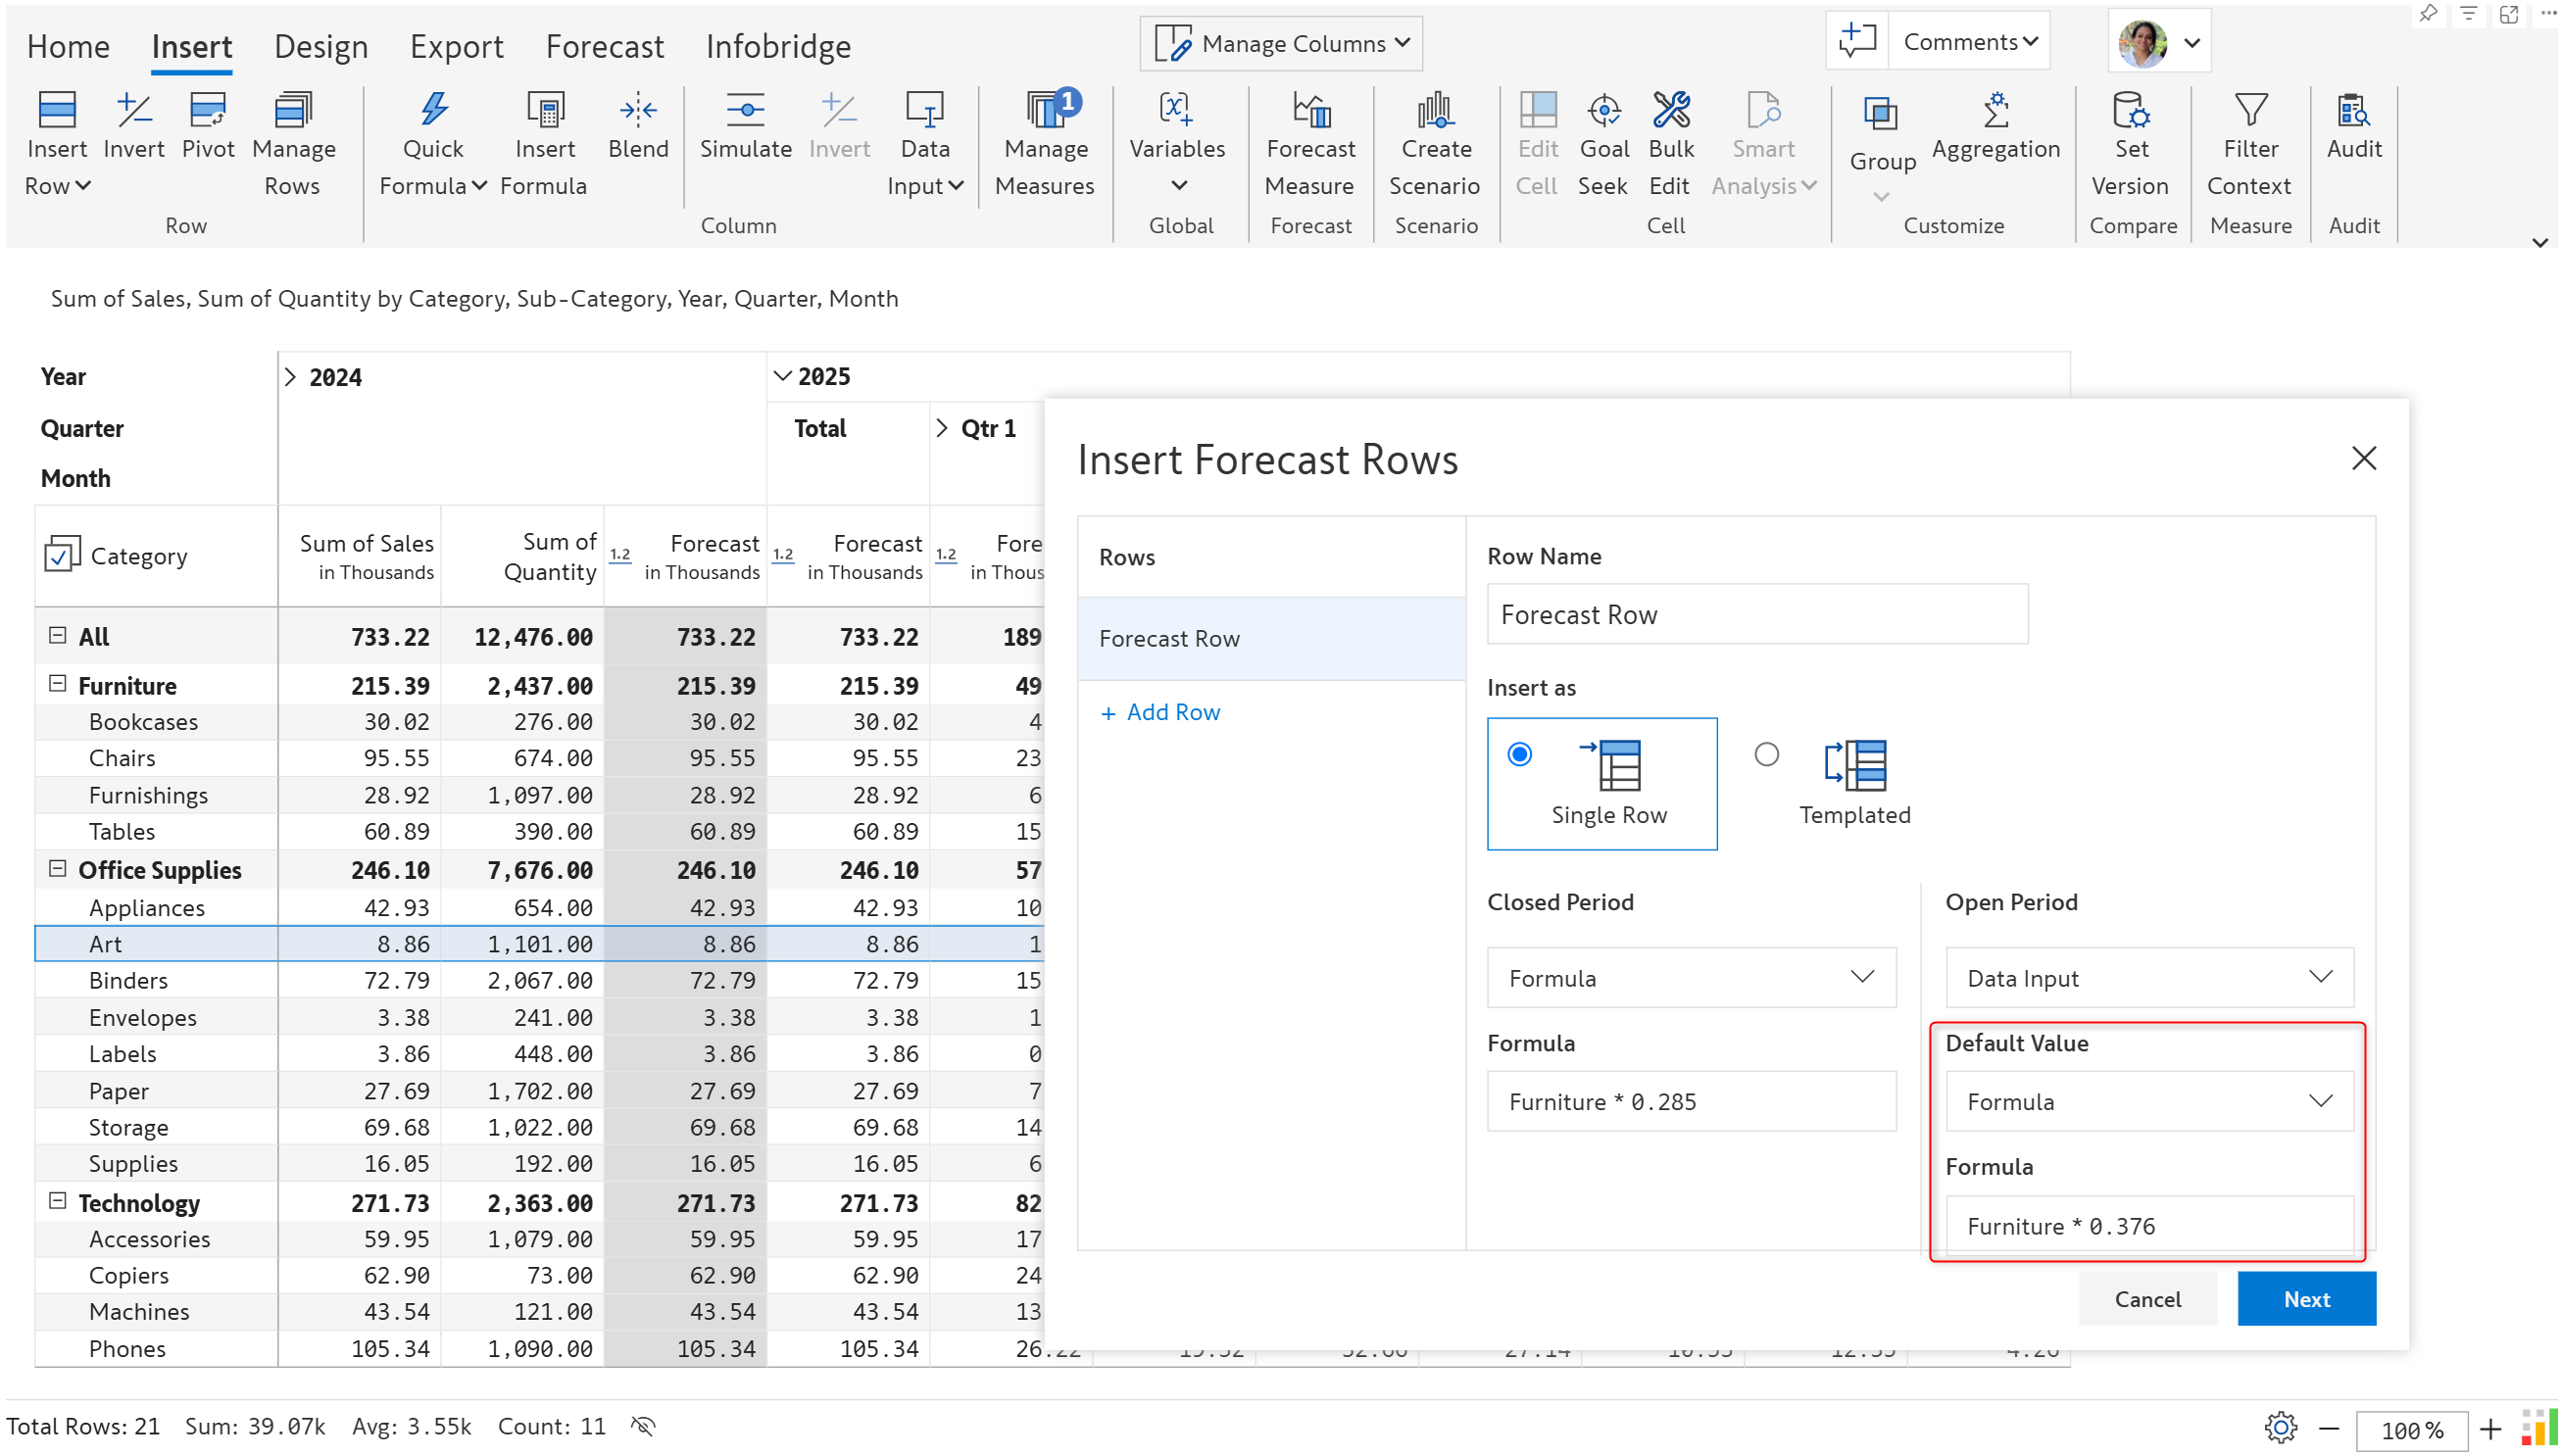 Home Insert Design Export Forecast Infobridge
Manage Columns
Comments
Insert Row
Invert
Pivot
Manage Rows
Row
Quick Formula
Insert Formula
Blend
Simulate
Invert
Data Input
Column
1
Manage Measures
Variables
Global
Forecast Measure
Forecast
Create Scenario
Scenario
Edit Cell
Goal Seek
Bulk Edit
Smart Analysis
Cell
Group
Aggregation
Customize
Set Version
Compare
Filter Context
Measure
Audit
Audit
Sum of Sales, Sum of Quantity by Category, Sub-Category, Year, Quarter, Month
Year 2024 2025
Quarter Total Qtr 1
Month
Category
Sum of Sales in Thousands
Sum of Quantity
1.2 Forecast in Thousands
1.2 Forecast in Thousands
1.2 Fore in Thous
All 733.22 12,476.00 733.22 733.22 189
Furniture 215.39 2,437.00 215.39 215.39 49
Bookcases 30.02 276.00 30.02 30.02 4
Chairs 95.55 674.00 95.55 95.55 23
Furnishings 28.92 1,097.00 28.92 28.92 6
Tables 60.89 390.00 60.89 60.89 15
Office Supplies 246.10 7,676.00 246.10 246.10 57
Appliances 42.93 654.00 42.93 42.93 10
Art 8.86 1,101.00 8.86 8.86 1
Binders 72.79 2,067.00 72.79 72.79 15
Envelopes 3.38 241.00 3.38 3.38 1
Labels 3.86 448.00 3.86 3.86 0
Paper 27.69 1,702.00 27.69 27.69 7
Storage 69.68 1,022.00 69.68 69.68 14
Supplies 16.05 192.00 16.05 16.05 6
Technology 271.73 2,363.00 271.73 271.73 82
Accessories 59.95 1,079.00 59.95 59.95 17
Copiers 62.90 73.00 62.90 62.90 24
Machines 43.54 121.00 43.54 43.54 13
Phones 105.34 1,090.00 105.34 105.34 26.22
Insert Forecast Rows
Rows
Forecast Row
+ Add Row
Row Name
Forecast Row
Insert as
Single Row
Templated
Closed Period
Formula
Formula
Furniture * 0.285
Open Period
Data Input
Default Value
Formula
Formula
Furniture * 0.376
Cancel
Next
Total Rows: 21 Sum: 39.07k Avg: 3.55k Count: 11
100 %